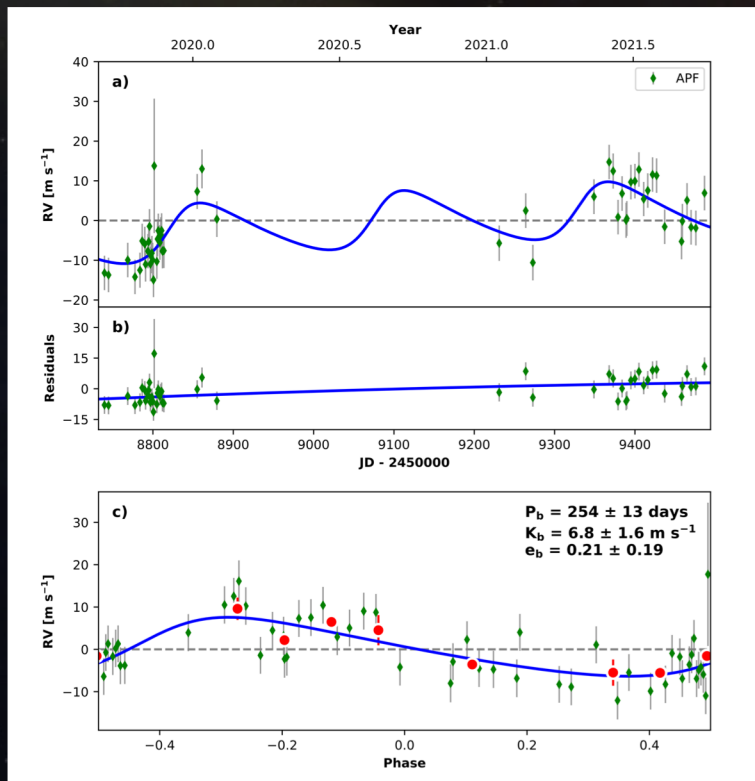 Year
2020.0 2020.5 2021.0 2021.5
a)
APF
RV [m s⁻¹]
40
30
20
10
0
−10
−20
b)
Residuals
30
15
0
−15
8800 8900 9000 9100 9200 9300 9400
JD - 2450000
c)
P_b = 254 ± 13 days
K_b = 6.8 ± 1.6 m s⁻¹
e_b = 0.21 ± 0.19
RV [m s⁻¹]
30
20
10
0
−10
−0.4 −0.2 0.0 0.2 0.4
Phase